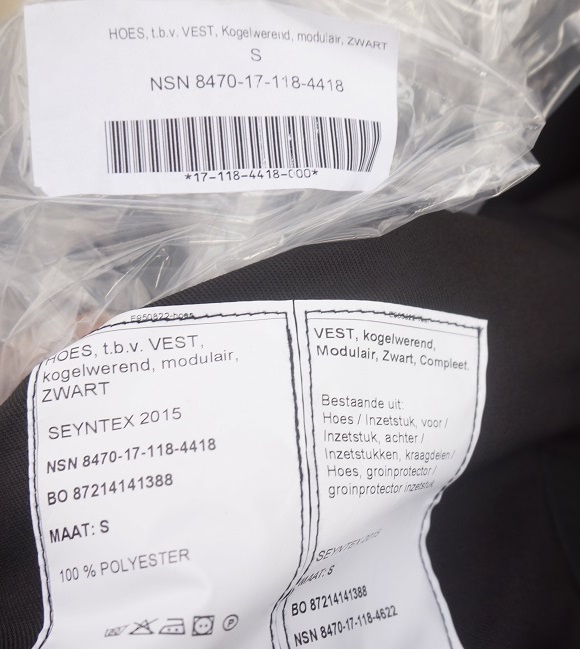 HOES, t.b.v. VEST, Kogelwerend, modulair, ZWART
S
NSN 8470-17-118-4418
*17-118-4418-000*
E950822-hoes
HOES, t.b.v. VEST,
kogelwerend, modulair,
ZWART
SEYNTEX 2015
NSN 8470-17-118-4418
BO 87214141388
MAAT: S
100 % POLYESTER
VEST, kogelwerend,
Modulair, Zwart, Compleet.
Bestaande uit:
Hoes / Inzetstuk, voor /
Inzetstuk, achter /
Inzetstukken, kraagdelen /
Hoes, groinprotector /
groinprotector inzetstuk
SEYNTEX 2015
MAAT: S
BO 87214141388
NSN 8470-17-118-4622